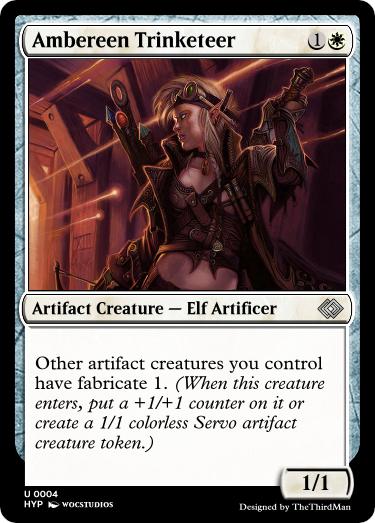 Ambereen Trinketeer 1
Artifact Creature — Elf Artificer
Other artifact creatures you control
have fabricate 1. (When this creature
enters, put a +1/+1 counter on it or
create a 1/1 colorless Servo artifact
creature token.)
1/1
U 0004
HYP WOCSTUDIOS
Designed by TheThirdMan